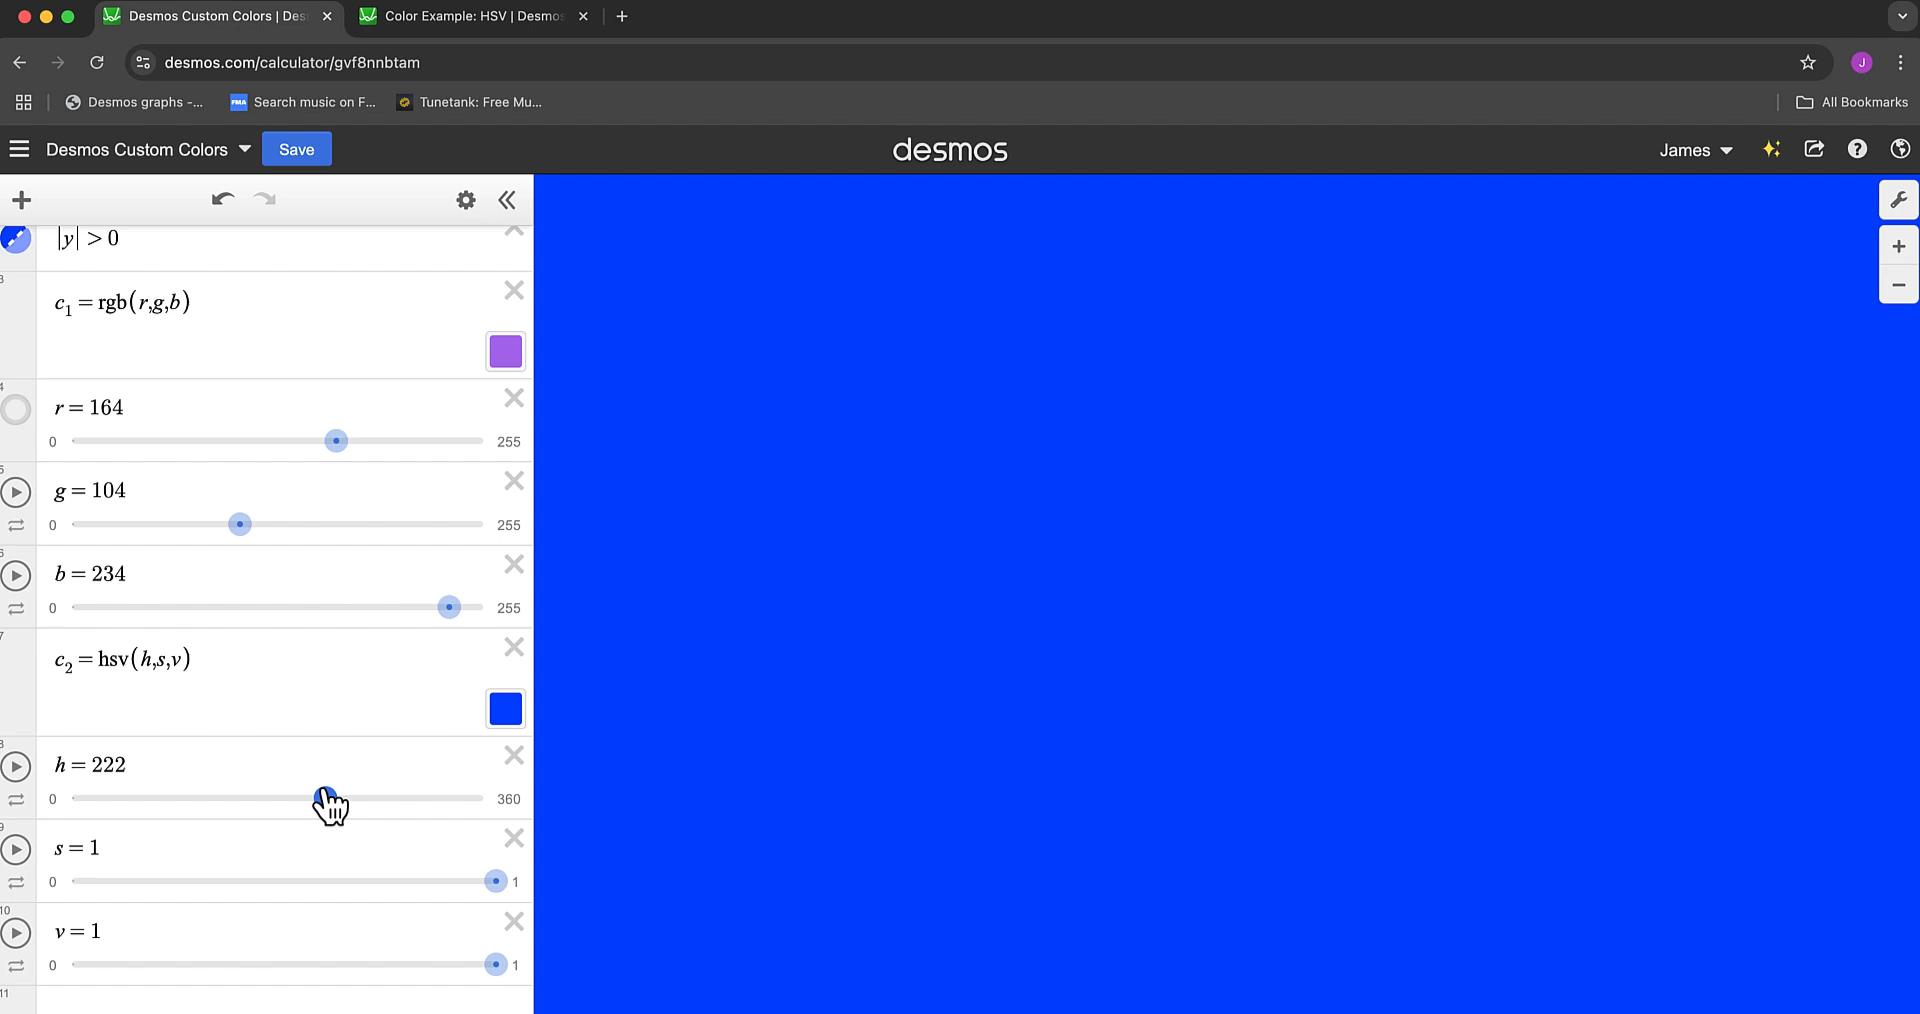 Desmos Custom Colors | Des
Color Example: HSV | Desmos
desmos.com/calculator/gvf8nnbtam
J
Desmos graphs -...
FMA
Search music on F...
Tunetank: Free Mu...
All Bookmarks
Desmos Custom Colors
Save
desmos
James
?
|y| > 0
3
c₁ = rgb(r,g,b)
4
r = 164
0
255
5
g = 104
0
255
6
b = 234
0
255
7
c₂ = hsv(h,s,v)
8
h = 222
0
360
9
s = 1
0
1
10
v = 1
0
1
11